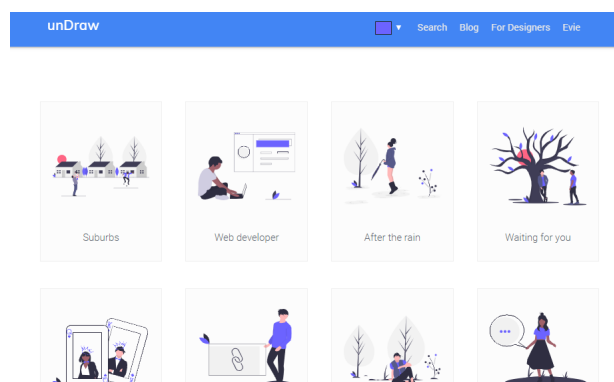 unDraw
Search Blog For Designers Evie
Suburbs
Web developer
After the rain
Waiting for you